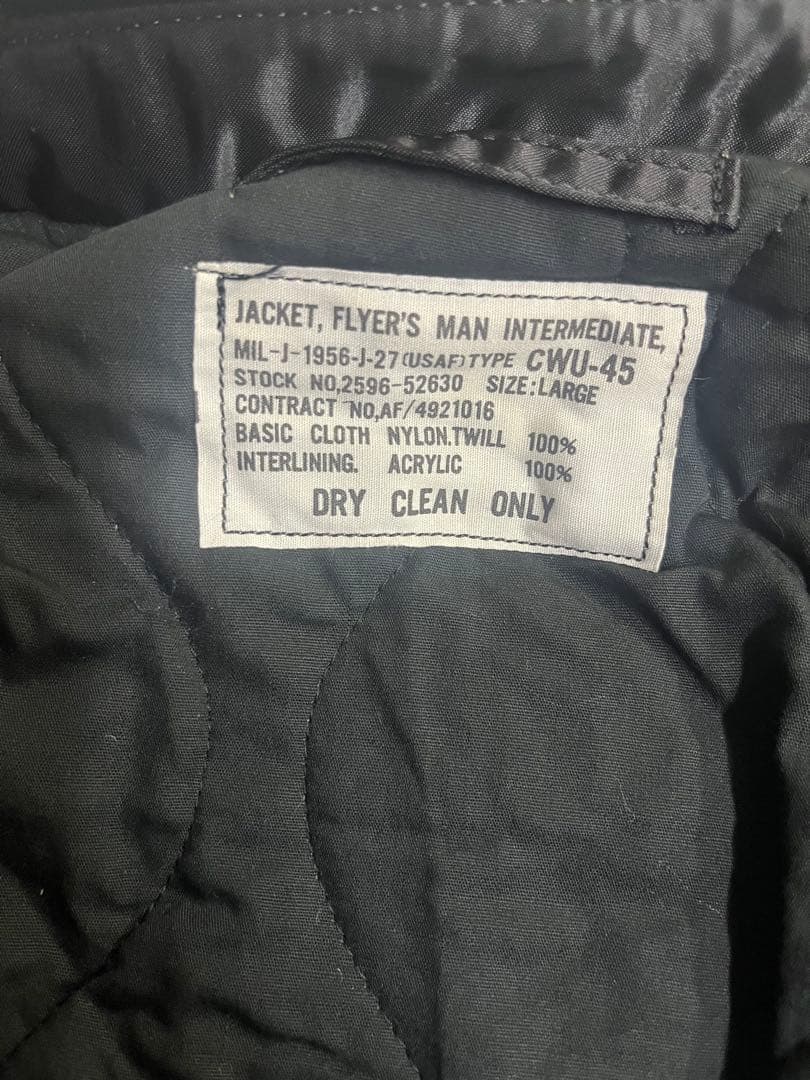 JACKET, FLYER'S MAN INTERMEDIATE,
MIL-J-1956-J-27 (USAF) TYPE CWU-45
STOCK NO,2596-52630 SIZE:LARGE
CONTRACT NO,AF/4921016
BASIC CLOTH NYLON.TWILL 100%
INTERLINING. ACRYLIC 100%
DRY CLEAN ONLY